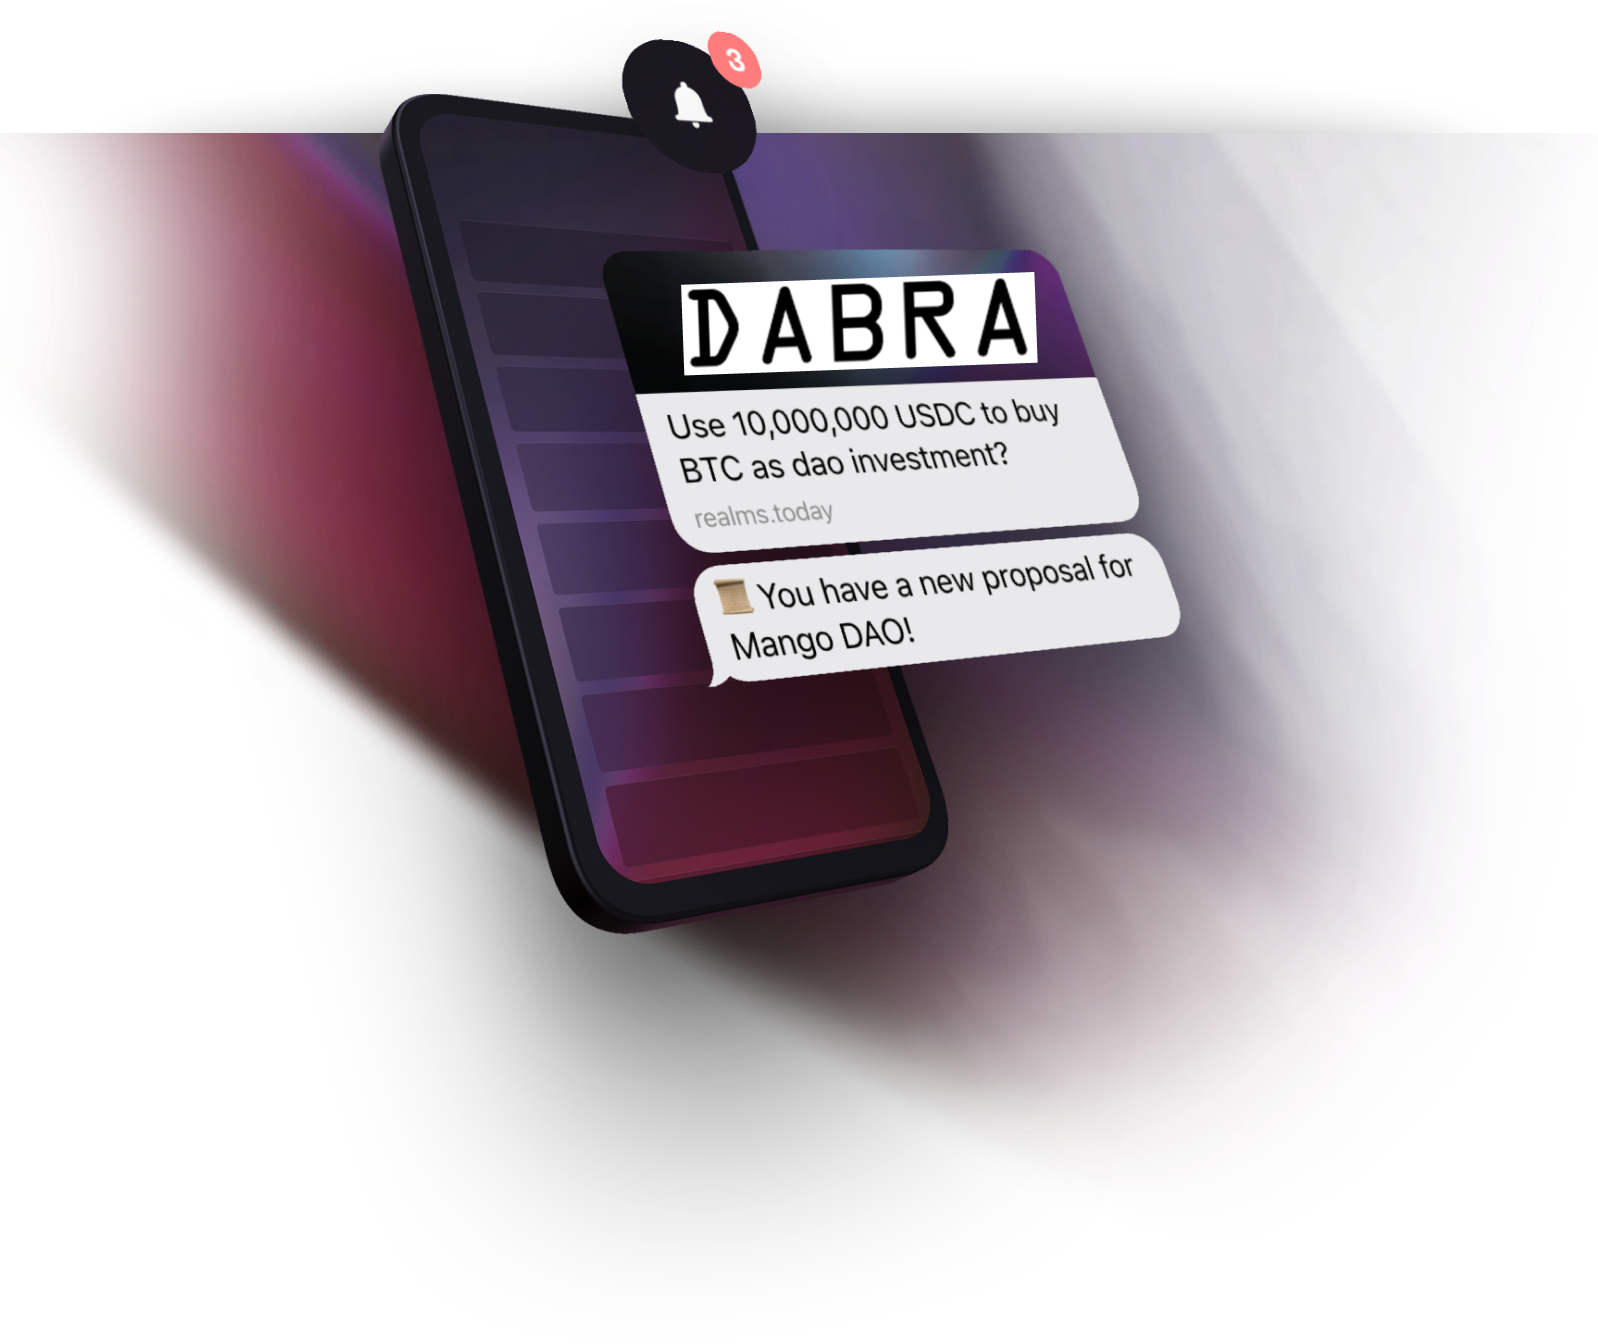 3
DABRA
Use 10,000,000 USDC to buy
BTC as dao investment?
realms.today
You have a new proposal for
Mango DAO!